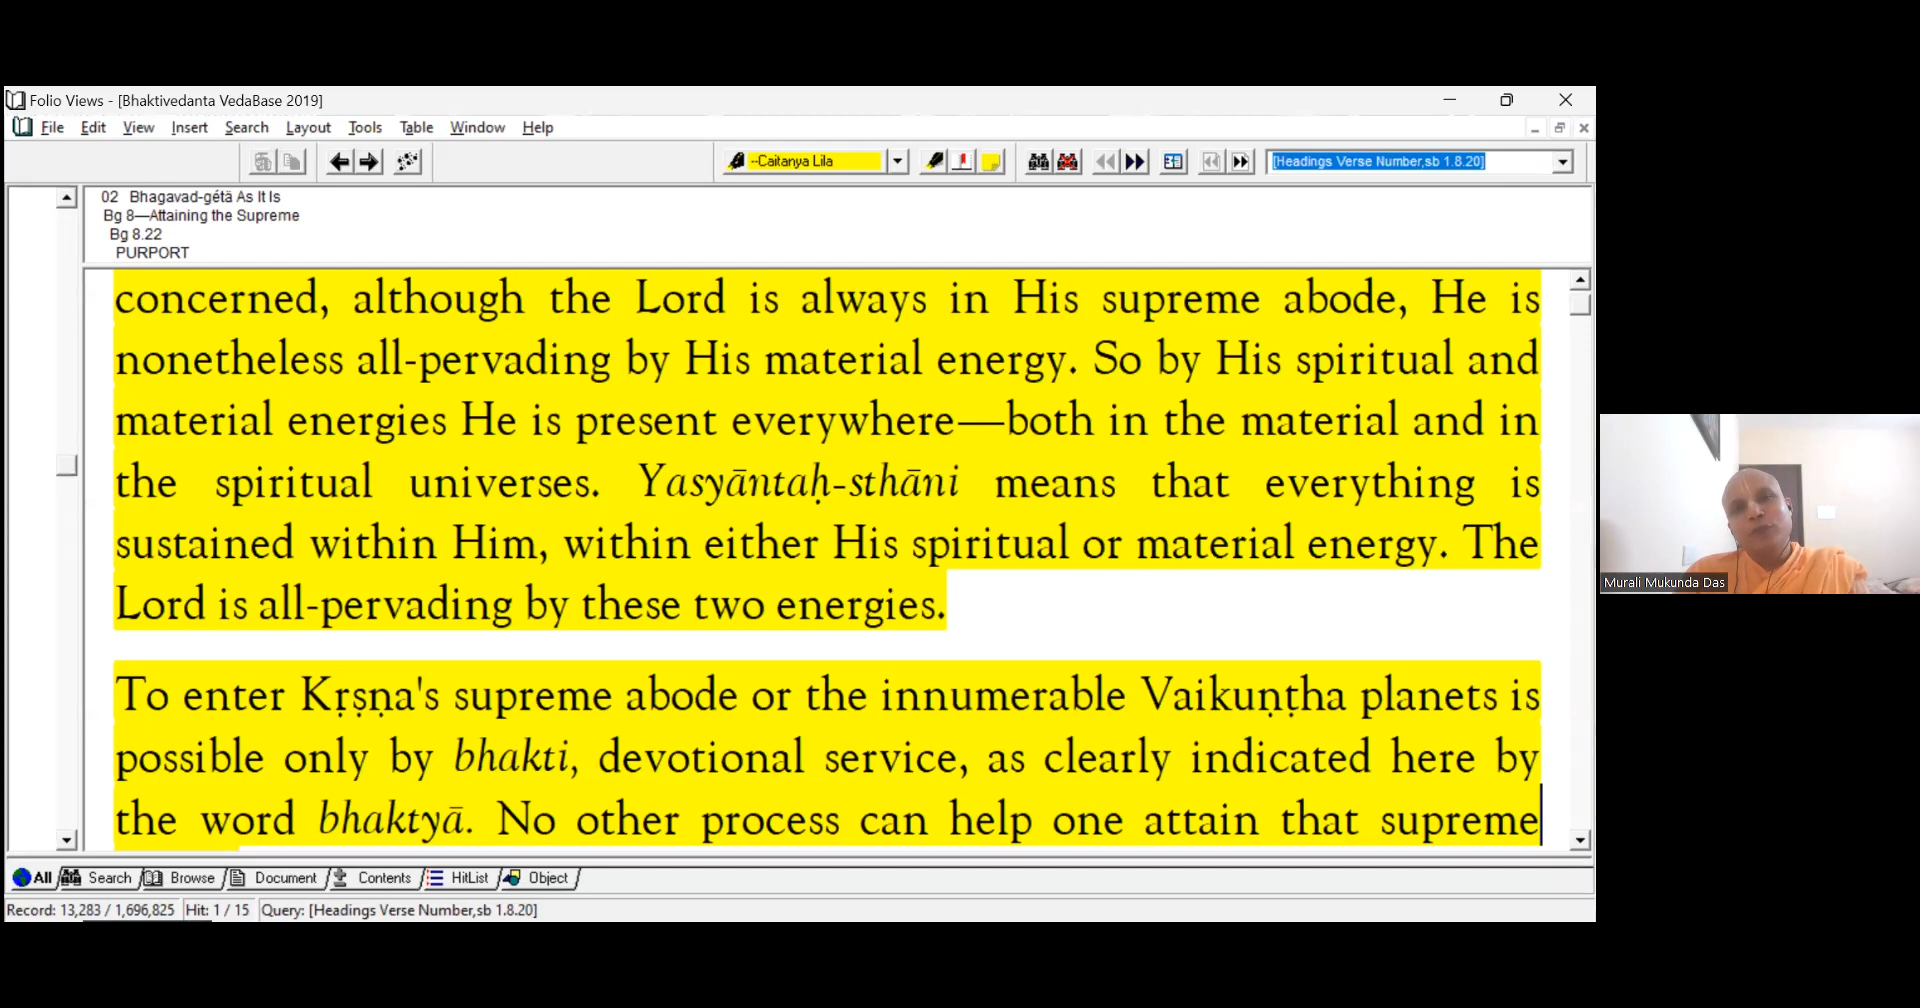 Folio Views - [Bhaktivedanta VedaBase 2019]
File Edit View Insert Search Layout Tools Table Window Help
--Caitanya Lila
[Headings Verse Number,sb 1.8.20]
02 Bhagavad-gétä As It Is
Bg 8—Attaining the Supreme
Bg 8.22
PURPORT
concerned, although the Lord is always in His supreme abode, He is
nonetheless all-pervading by His material energy. So by His spiritual and
material energies He is present everywhere—both in the material and in
the spiritual universes. Yasyāntaḥ-sthāni means that everything is
sustained within Him, within either His spiritual or material energy. The
Lord is all-pervading by these two energies.
To enter Kṛṣṇa's supreme abode or the innumerable Vaikuṇṭha planets is
possible only by bhakti, devotional service, as clearly indicated here by
the word bhaktyā. No other process can help one attain that supreme
All Search Browse Document Contents HitList Object
Record: 13,283 / 1,696,825 Hit: 1 / 15 Query: [Headings Verse Number,sb 1.8.20]
Murali Mukunda Das